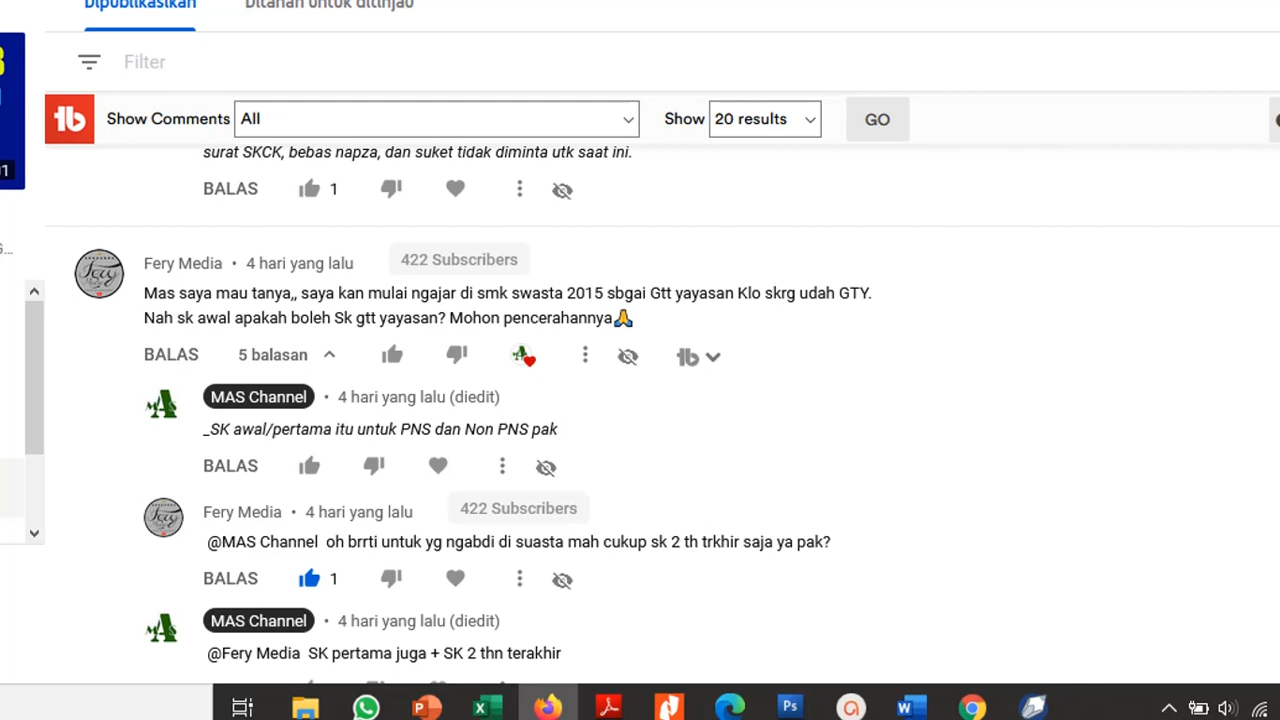 Dipublikasikan Ditahan untuk ditinjau
Filter
Show Comments All Show 20 results GO
surat SKCK, bebas napza, dan suket tidak diminta utk saat ini.
BALAS 1
Fery Media • 4 hari yang lalu 422 Subscribers
Mas saya mau tanya,, saya kan mulai ngajar di smk swasta 2015 sbgai Gtt yayasan Klo skrg udah GTY.
Nah sk awal apakah boleh Sk gtt yayasan? Mohon pencerahannya🙏
BALAS 5 balasan
MAS Channel • 4 hari yang lalu (diedit)
_SK awal/pertama itu untuk PNS dan Non PNS pak
BALAS
Fery Media • 4 hari yang lalu 422 Subscribers
@MAS Channel oh brrti untuk yg ngabdi di suasta mah cukup sk 2 th trkhir saja ya pak?
BALAS 1
MAS Channel • 4 hari yang lalu (diedit)
@Fery Media SK pertama juga + SK 2 thn terakhir